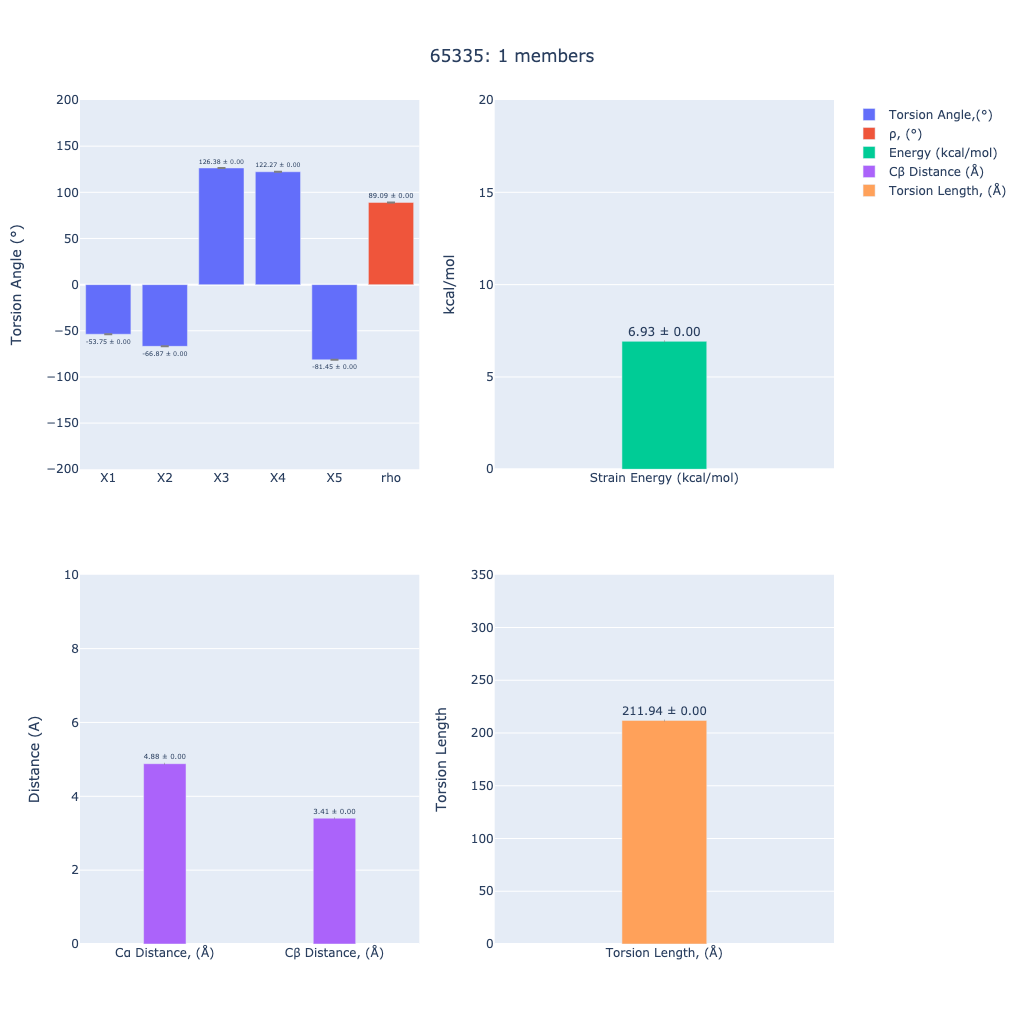 65335: 1 members
Torsion Angle (°)
200
150
100
50
0
−50
−100
−150
−200
-53.75 ± 0.00
-66.87 ± 0.00
126.38 ± 0.00
122.27 ± 0.00
-81.45 ± 0.00
89.09 ± 0.00
X1 X2 X3 X4 X5 rho
kcal/mol
20
15
10
5
0
6.93 ± 0.00
Strain Energy (kcal/mol)
Torsion Angle,(°)
ρ, (°)
Energy (kcal/mol)
Cβ Distance (Å)
Torsion Length, (Å)
Distance (A)
10
8
6
4
2
0
4.88 ± 0.00
3.41 ± 0.00
Cα Distance, (Å) Cβ Distance, (Å)
Torsion Length
350
300
250
200
150
100
50
0
211.94 ± 0.00
Torsion Length, (Å)